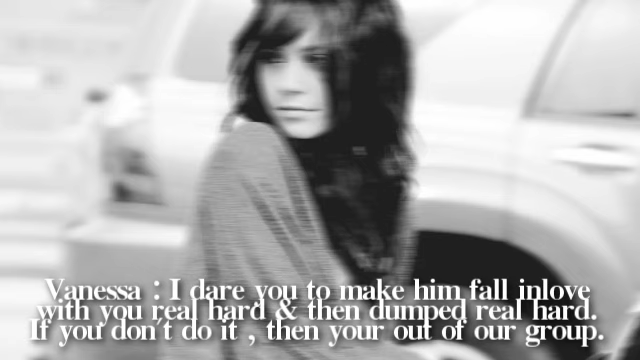 Vanessa : I dare you to make him fall inlove
with you real hard & then dumped real hard.
If you don't do it , then your out of our group.